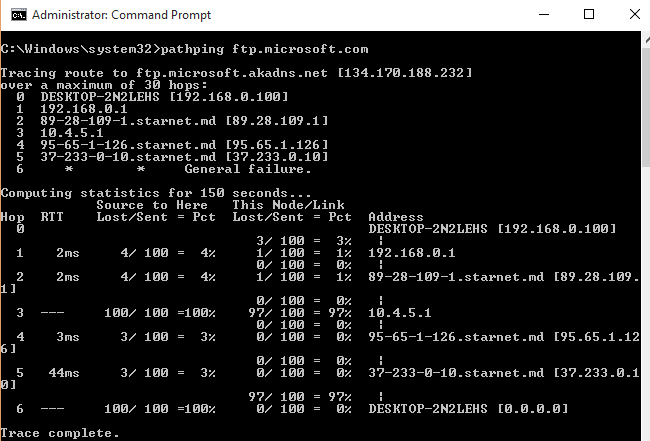 Administrator: Command Prompt
C:\Windows\system32>pathping ftp.microsoft.com
Tracing route to ftp.microsoft.akadns.net [134.170.188.232]
over a maximum of 30 hops:
  0  DESKTOP-2N2LEHS [192.168.0.100]
  1  192.168.0.1
  2  89-28-109-1.starnet.md [89.28.109.1]
  3  10.4.5.1
  4  95-65-1-126.starnet.md [95.65.1.126]
  5  37-233-0-10.starnet.md [37.233.0.10]
  6     *        *     General failure.
Computing statistics for 150 seconds...
            Source to Here   This Node/Link
Hop  RTT    Lost/Sent = Pct  Lost/Sent = Pct  Address
  0                                           DESKTOP-2N2LEHS [192.168.0.100]
                                3/ 100 =  3%   |
  1    2ms     4/ 100 =  4%     1/ 100 =  1%  192.168.0.1
                                0/ 100 =  0%   |
  2    2ms     4/ 100 =  4%     1/ 100 =  1%  89-28-109-1.starnet.md [89.28.109.
1]
                                0/ 100 =  0%   |
  3  ---     100/ 100 =100%    97/ 100 = 97%  10.4.5.1
                                0/ 100 =  0%   |
  4    3ms     3/ 100 =  3%     0/ 100 =  0%  95-65-1-126.starnet.md [95.65.1.12
6]
                                0/ 100 =  0%   |
  5   44ms     3/ 100 =  3%     0/ 100 =  0%  37-233-0-10.starnet.md [37.233.0.1
0]
                               97/ 100 = 97%   |
  6  ---     100/ 100 =100%     0/ 100 =  0%  DESKTOP-2N2LEHS [0.0.0.0]
Trace complete.